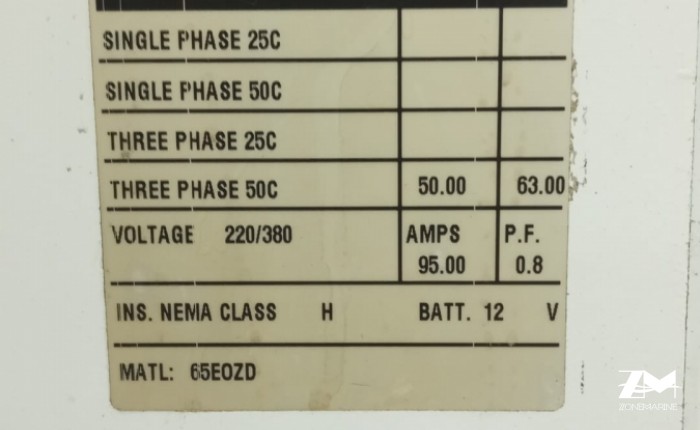 SINGLE PHASE 25C
SINGLE PHASE 50C
THREE PHASE 25C
THREE PHASE 50C 50.00 63.00
VOLTAGE 220/380 AMPS P.F.
95.00 0.8
INS. NEMA CLASS H BATT. 12 V
MATL: 65EOZD
ZM
ZONEMARINE